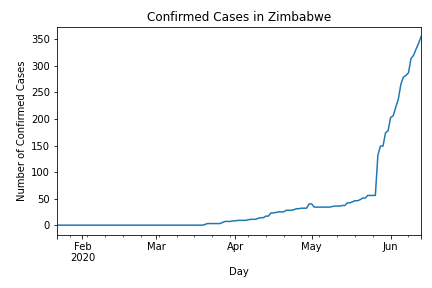 Confirmed Cases in Zimbabwe
Number of Confirmed Cases
350
300
250
200
150
100
50
0
Feb
2020
Mar
Apr
May
Jun
Day